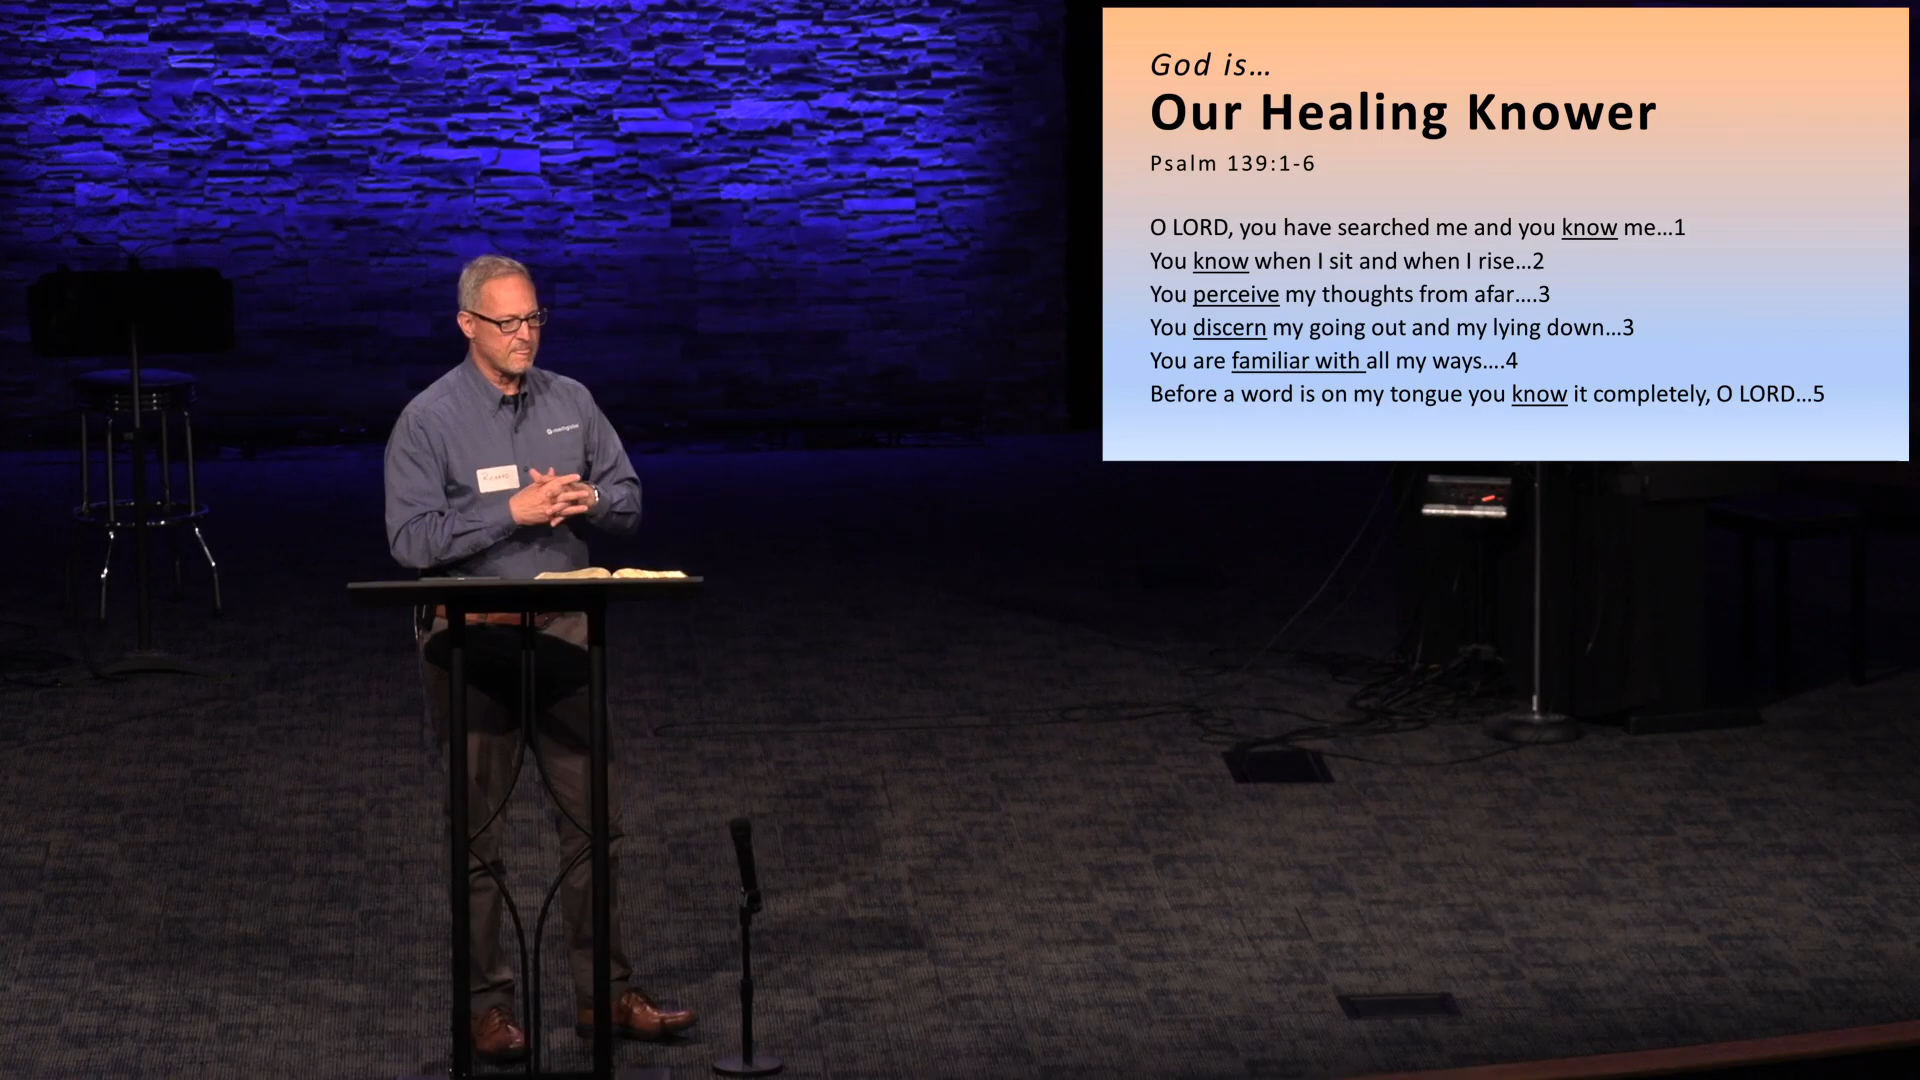 God is…
Our Healing Knower
Psalm 139:1-6
O LORD, you have searched me and you know me…1
You know when I sit and when I rise…2
You perceive my thoughts from afar….3
You discern my going out and my lying down…3
You are familiar with all my ways….4
Before a word is on my tongue you know it completely, O LORD…5